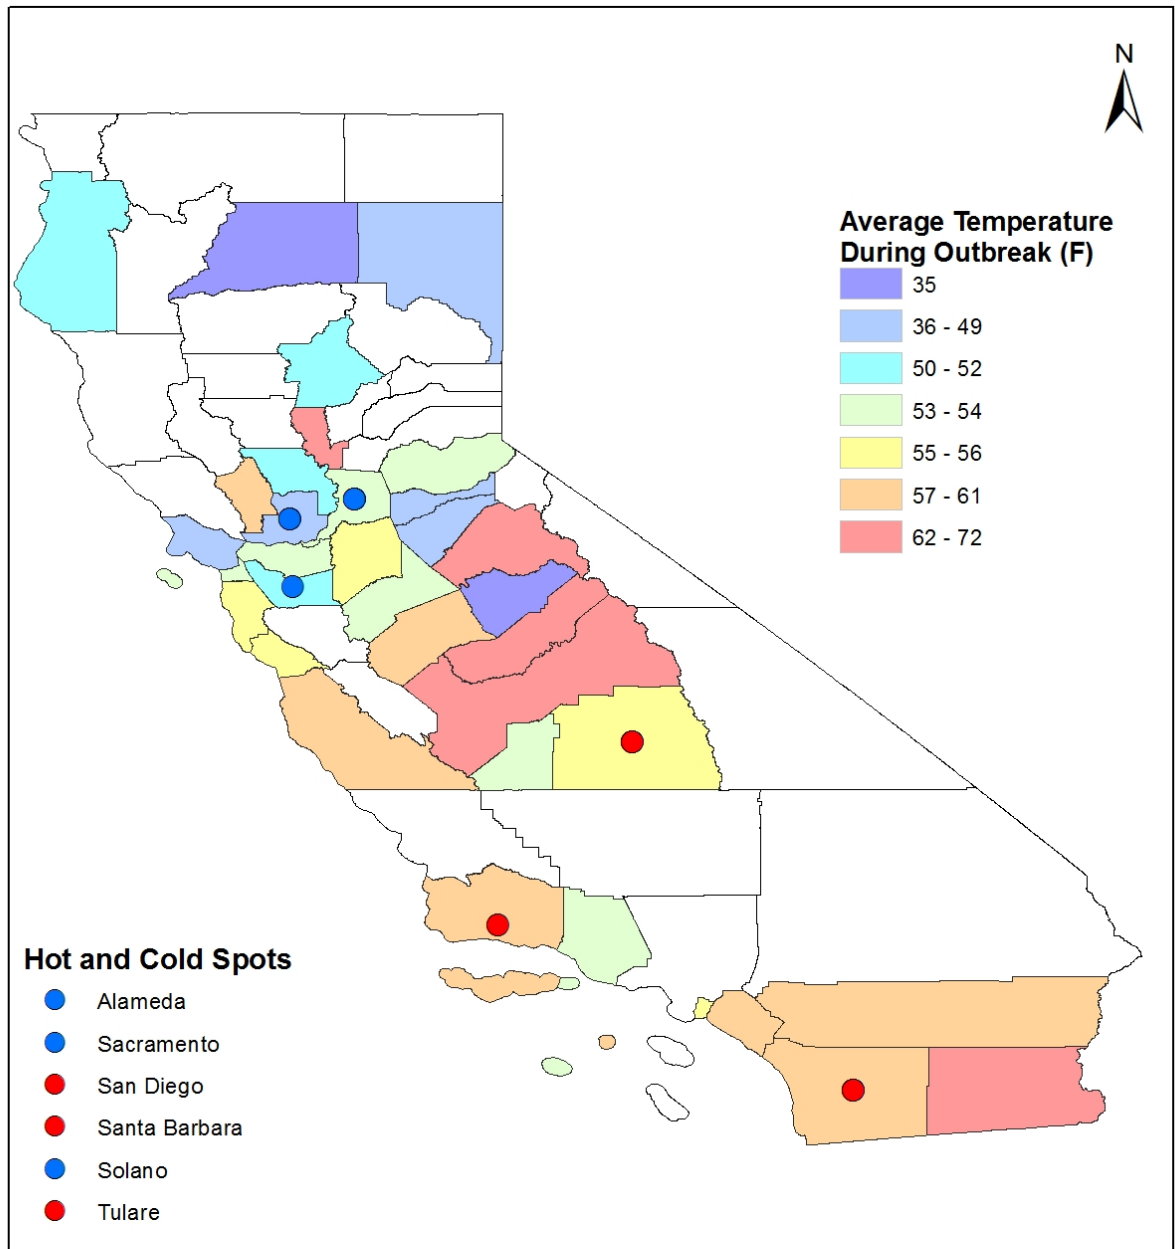 N
Average Temperature
During Outbreak (F)
35
36 - 49
50 - 52
53 - 54
55 - 56
57 - 61
62 - 72
Hot and Cold Spots
Alameda
Sacramento
San Diego
Santa Barbara
Solano
Tulare